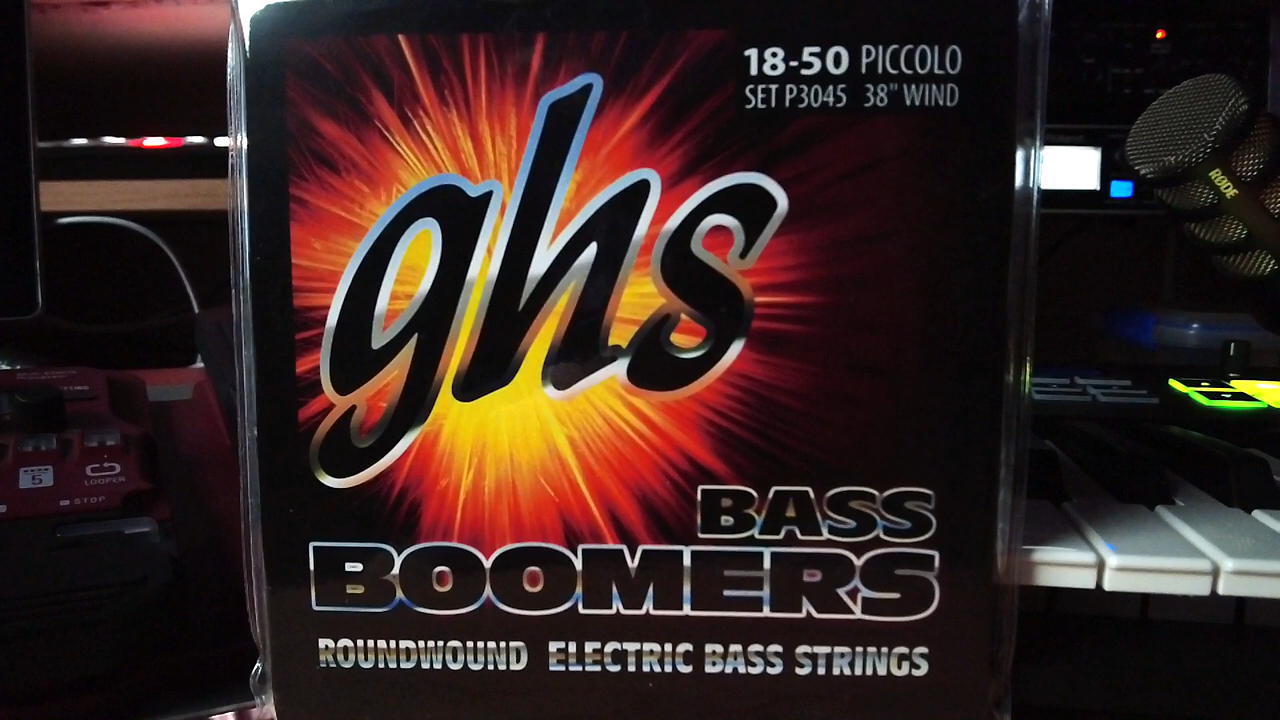 18-50 PICCOLO
SET P3045 38" WIND
ghs
BASS
BOOMERS
ROUNDWOUND ELECTRIC BASS STRINGS
RØDE
5
LOOPER
STOP